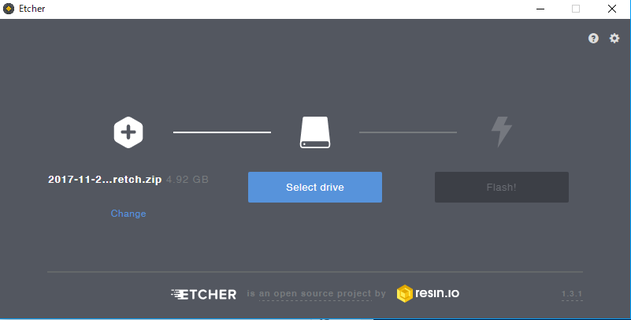 Etcher
2017-11-2...retch.zip 4.92 GB
Select drive
Flash!
Change
ETCHER is an open source project by resin.io
1.3.1